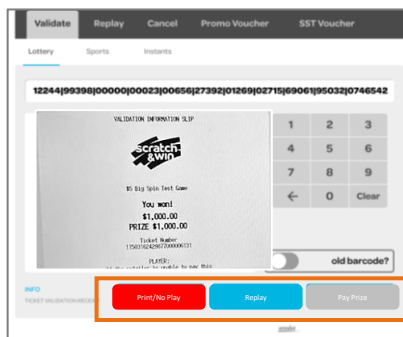 Validate Replay Cancel Promo Voucher SST Voucher
Lottery Sports Instants
12244|99398|00000|00023|00656|27392|01269|02715|69061|95032|0746542
VALIDATION INFORMATION SLIP
scratch
&WIN
$5 Big Spin Test Game
You won!
$1,000.00
PRIZE $1,000.00
Ticket Number
PLAYER:
1 2 3
4 5 6
7 8 9
← 0 Clear
old barcode?
INFO
TICKET VALIDATION RECEIPT
Print/No Play Replay Pay Prize